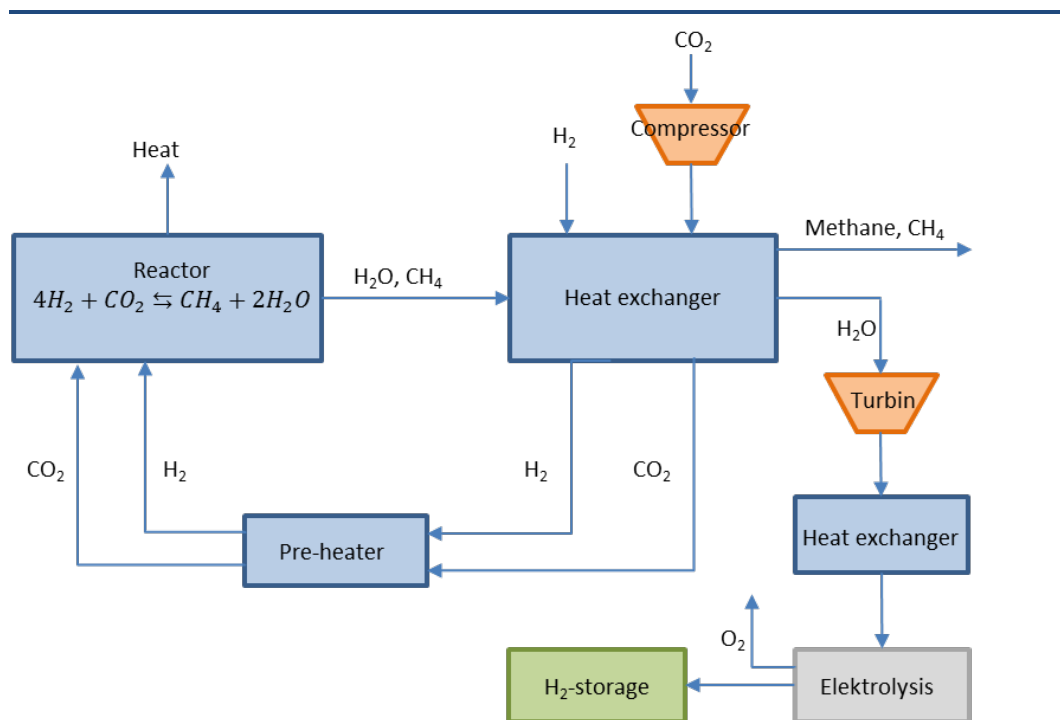 CO₂
Compressor
H₂
Heat
Methane, CH₄
Reactor
4H₂ + CO₂ ⇆ CH₄ + 2H₂O
H₂O, CH₄
Heat exchanger
H₂O
Turbin
CO₂
H₂
H₂
CO₂
Pre-heater
Heat exchanger
O₂
H₂-storage
Elektrolysis